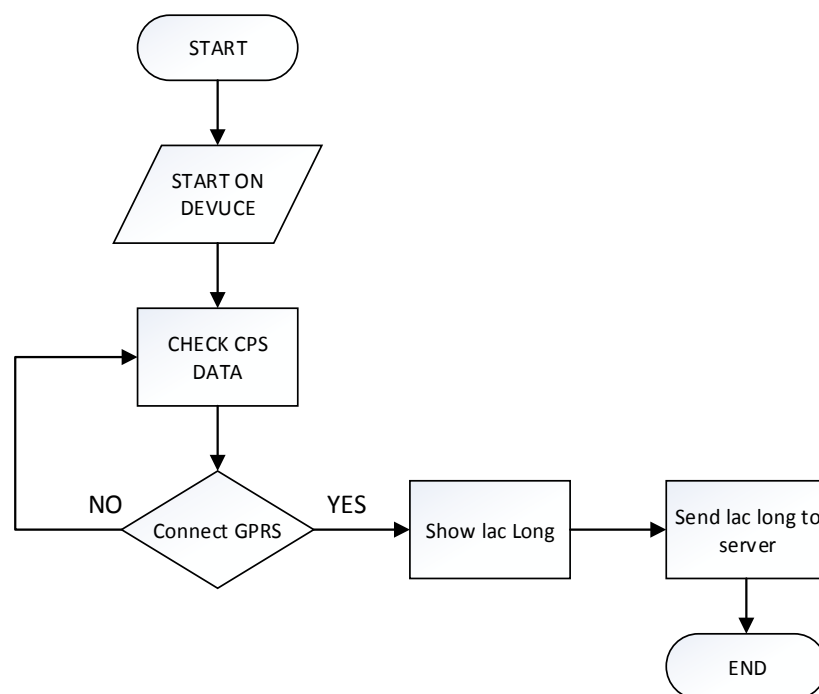 START
START ON
DEVUCE
CHECK CPS
DATA
NO
Connect GPRS
YES
Show lac Long
Send lac long to
server
END